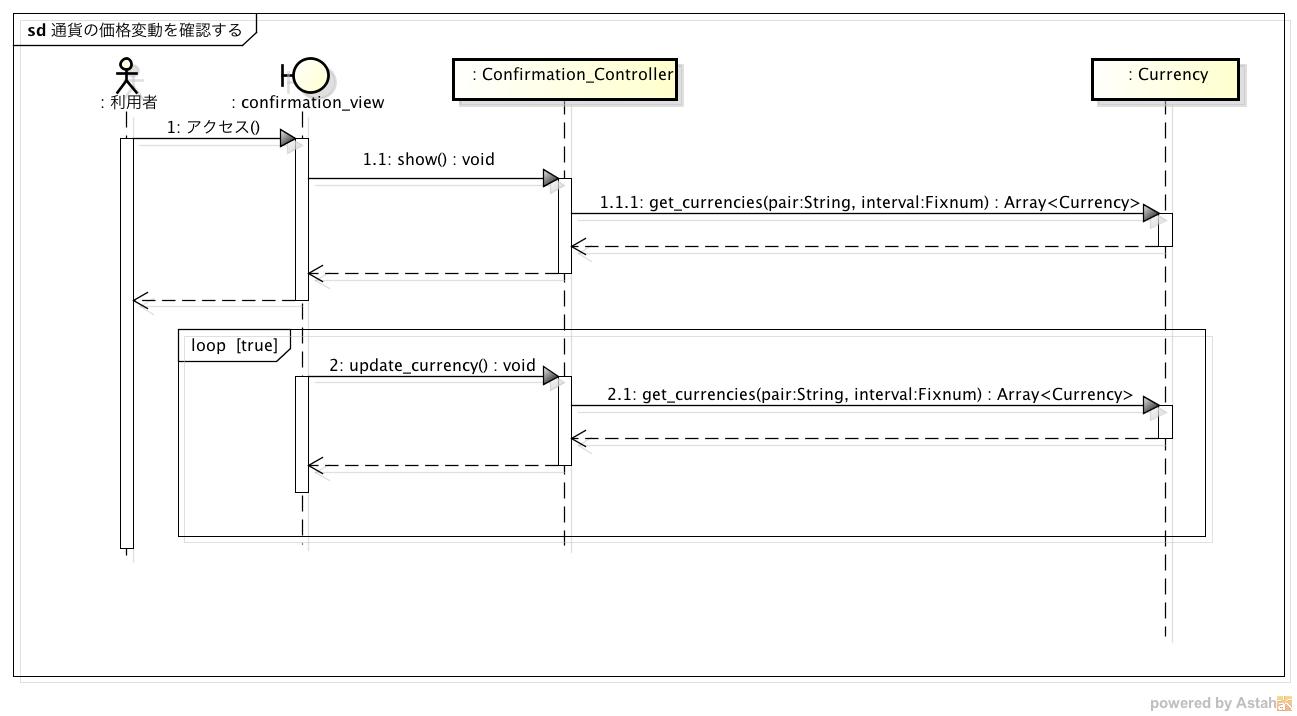 sd 通貨の価格変動を確認する
: 利用者
: confirmation_view
: Confirmation_Controller
: Currency
1: アクセス()
1.1: show() : void
1.1.1: get_currencies(pair:String, interval:Fixnum) : Array<Currency>
loop [true]
2: update_currency() : void
2.1: get_currencies(pair:String, interval:Fixnum) : Array<Currency>
powered by Astah